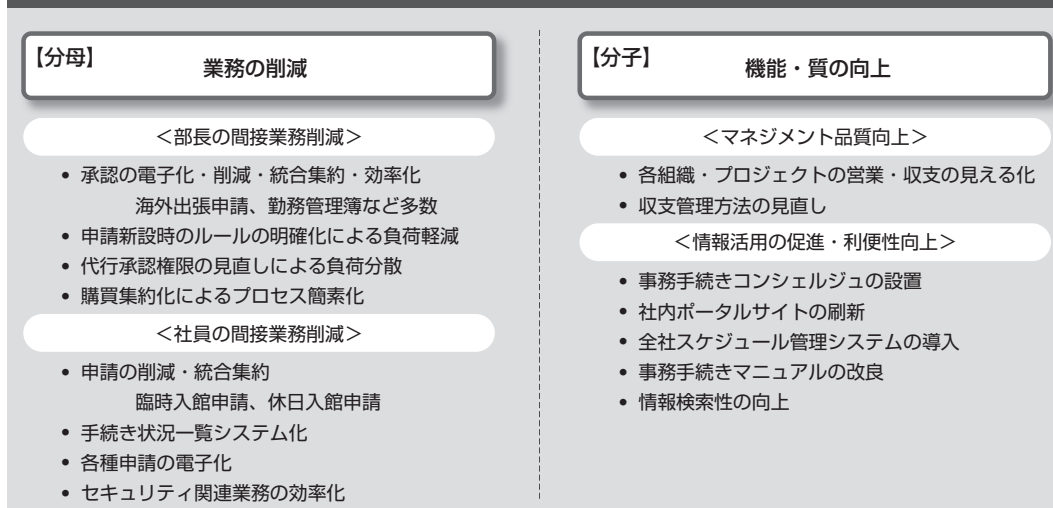 【分母】
業務の削減
＜部長の間接業務削減＞
• 承認の電子化・削減・統合集約・効率化
海外出張申請、勤務管理簿など多数
• 申請新設時のルールの明確化による負荷軽減
• 代行承認権限の見直しによる負荷分散
• 購買集約化によるプロセス簡素化
＜社員の間接業務削減＞
• 申請の削減・統合集約
臨時入館申請、休日入館申請
• 手続き状況一覧システム化
• 各種申請の電子化
• セキュリティ関連業務の効率化
【分子】
機能・質の向上
＜マネジメント品質向上＞
• 各組織・プロジェクトの営業・収支の見える化
• 収支管理方法の見直し
＜情報活用の促進・利便性向上＞
• 事務手続きコンシェルジュの設置
• 社内ポータルサイトの刷新
• 全社スケジュール管理システムの導入
• 事務手続きマニュアルの改良
• 情報検索性の向上